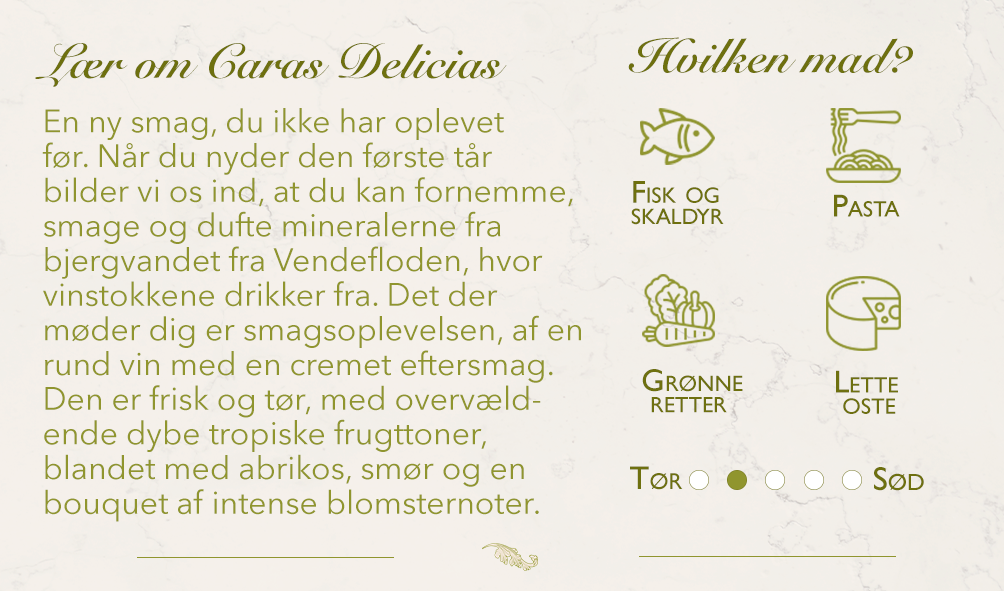 Lær om Caras Delicias
En ny smag, du ikke har oplevet
før. Når du nyder den første tår
bilder vi os ind, at du kan fornemme,
smage og dufte mineralerne fra
bjergvandet fra Vendefloden, hvor
vinstokkene drikker fra. Det der
møder dig er smagsoplevelsen, af en
rund vin med en cremet eftersmag.
Den er frisk og tør, med overvæld-
ende dybe tropiske frugttoner,
blandet med abrikos, smør og en
bouquet af intense blomsternoter.
Hvilken mad?
Fisk og
skaldyr
Pasta
Grønne
retter
Lette
oste
Tør
Sød